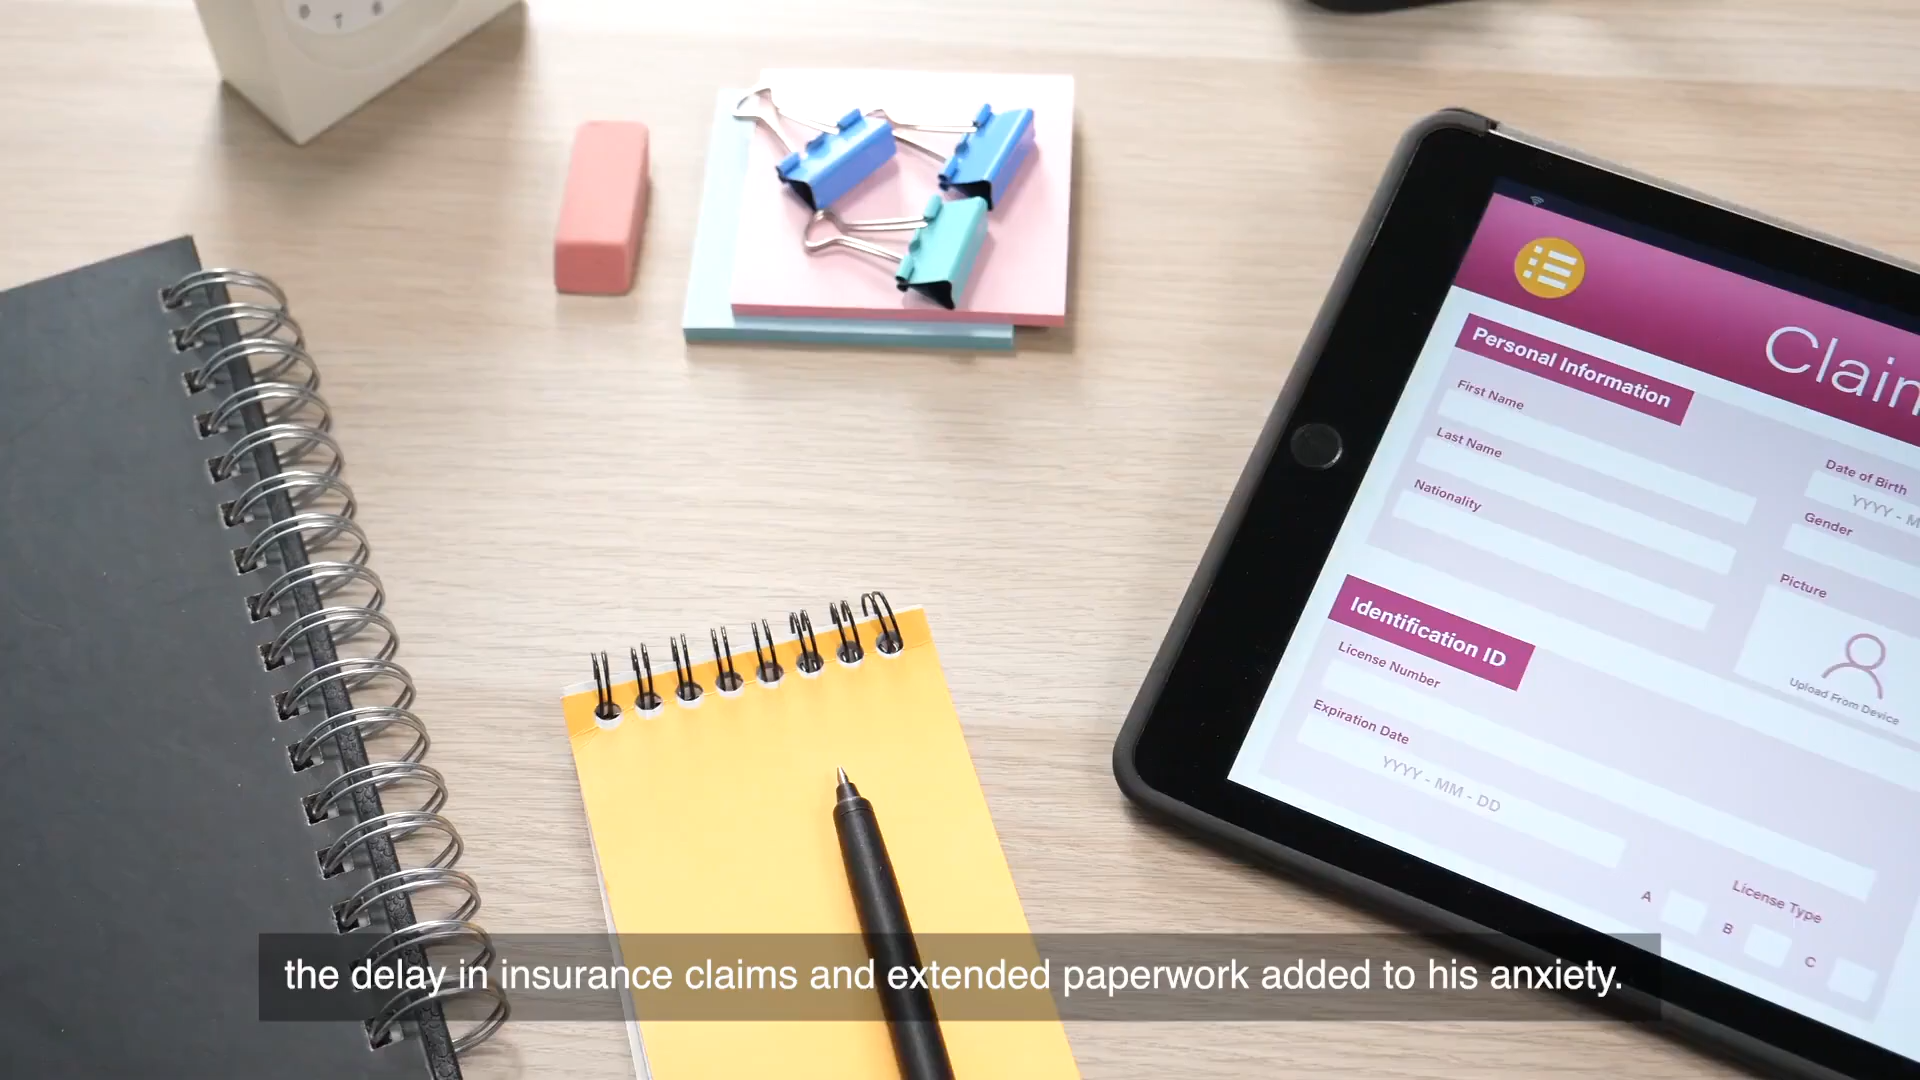 Claim
Personal Information
First Name
Last Name
Nationality
Date of Birth
YYYY - M
Gender
Picture
Upload From Device
Identification ID
License Number
Expiration Date
YYYY - MM - DD
License Type
A
B
C
the delay in insurance claims and extended paperwork added to his anxiety.